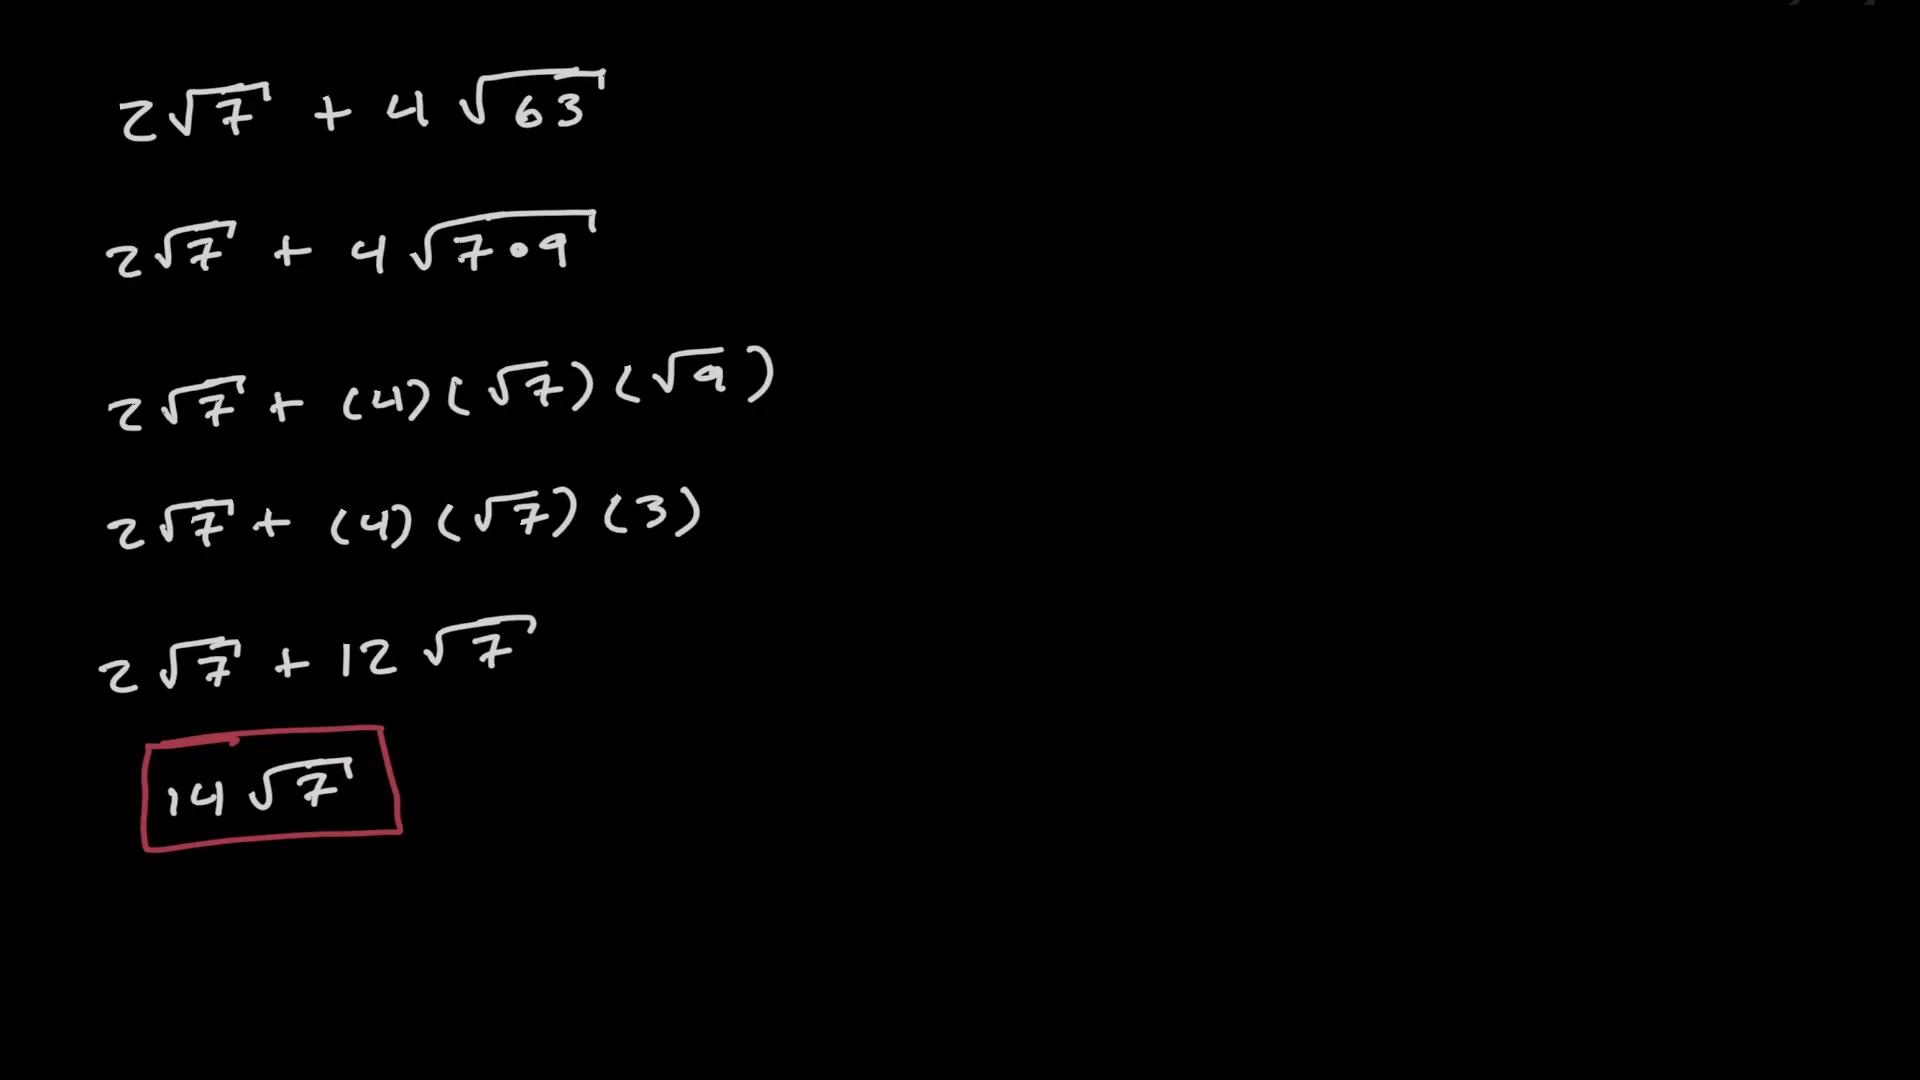 2√7 + 4√63
2√7 + 4√7•9
2√7 + (4)(√7)(√9)
2√7 + (4)(√7)(3)
2√7 + 12√7
14√7